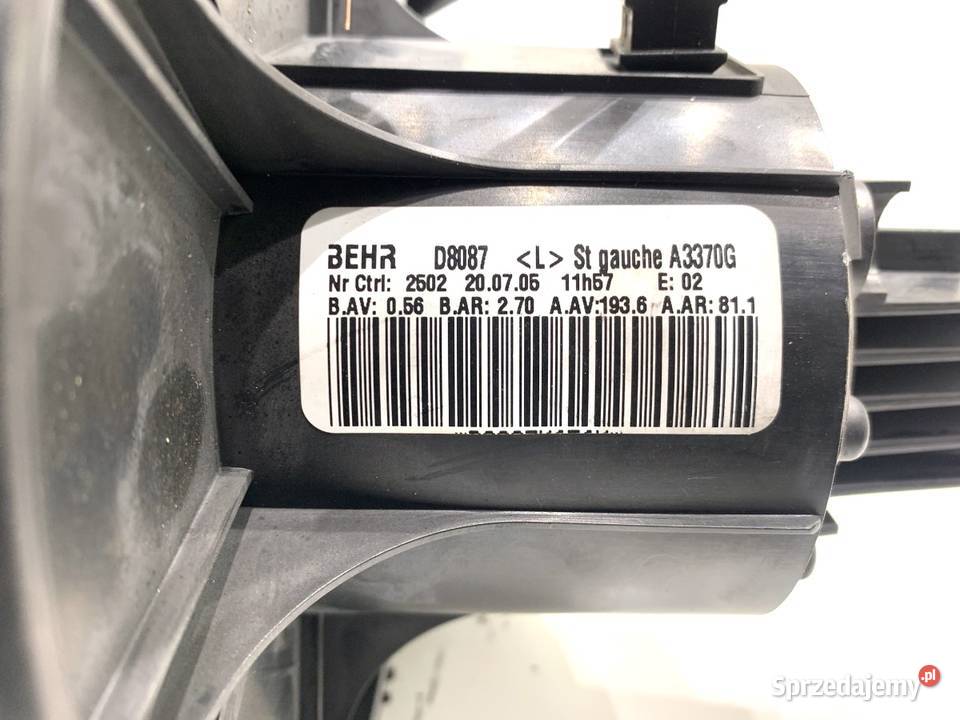 BEHR D8087 <L> St gauche A3370G
Nr Ctrl: 2502 20.07.05 11h57 E: 02
B.AV: 0.56 B.AR: 2.70 A.AV:193.6 A.AR: 81.1
Sprzedajemy.pl